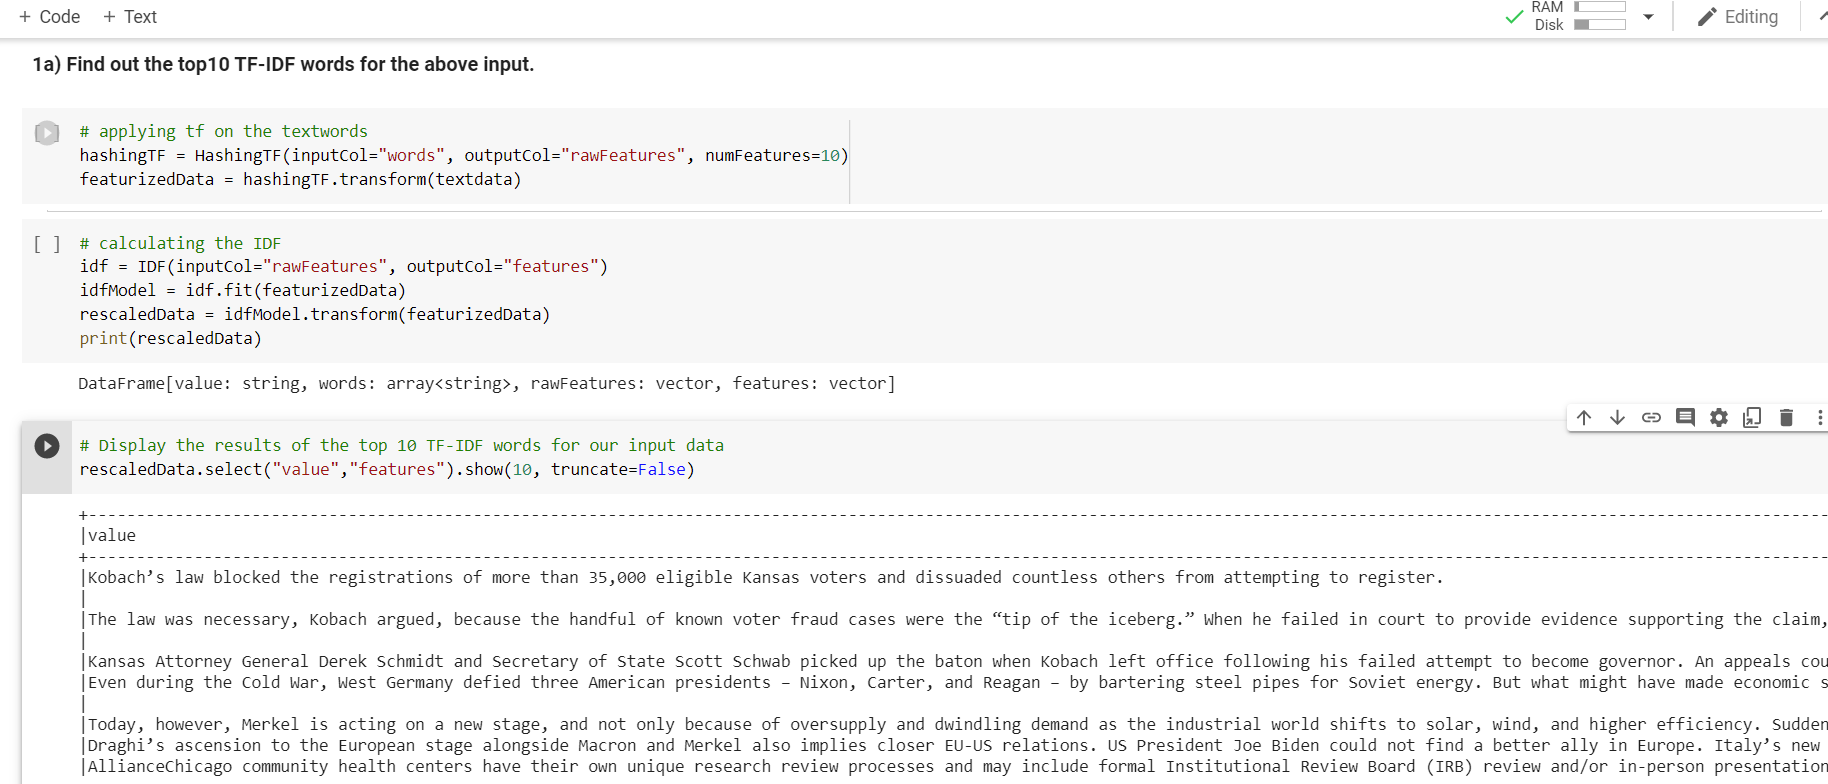 + Code + Text
RAM
Disk
Editing
1a) Find out the top10 TF-IDF words for the above input.
# applying tf on the textwords
hashingTF = HashingTF(inputCol="words", outputCol="rawFeatures", numFeatures=10)
featurizedData = hashingTF.transform(textdata)
[ ]
# calculating the IDF
idf = IDF(inputCol="rawFeatures", outputCol="features")
idfModel = idf.fit(featurizedData)
rescaledData = idfModel.transform(featurizedData)
print(rescaledData)
DataFrame[value: string, words: array<string>, rawFeatures: vector, features: vector]
# Display the results of the top 10 TF-IDF words for our input data
rescaledData.select("value","features").show(10, truncate=False)
|value
|Kobach’s law blocked the registrations of more than 35,000 eligible Kansas voters and dissuaded countless others from attempting to register.
|
|The law was necessary, Kobach argued, because the handful of known voter fraud cases were the “tip of the iceberg.” When he failed in court to provide evidence supporting the claim,
|
|Kansas Attorney General Derek Schmidt and Secretary of State Scott Schwab picked up the baton when Kobach left office following his failed attempt to become governor. An appeals cou
|Even during the Cold War, West Germany defied three American presidents – Nixon, Carter, and Reagan – by bartering steel pipes for Soviet energy. But what might have made economic s
|
|Today, however, Merkel is acting on a new stage, and not only because of oversupply and dwindling demand as the industrial world shifts to solar, wind, and higher efficiency. Sudden
|Draghi’s ascension to the European stage alongside Macron and Merkel also implies closer EU-US relations. US President Joe Biden could not find a better ally in Europe. Italy’s new
|AllianceChicago community health centers have their own unique research review processes and may include formal Institutional Review Board (IRB) review and/or in-person presentation